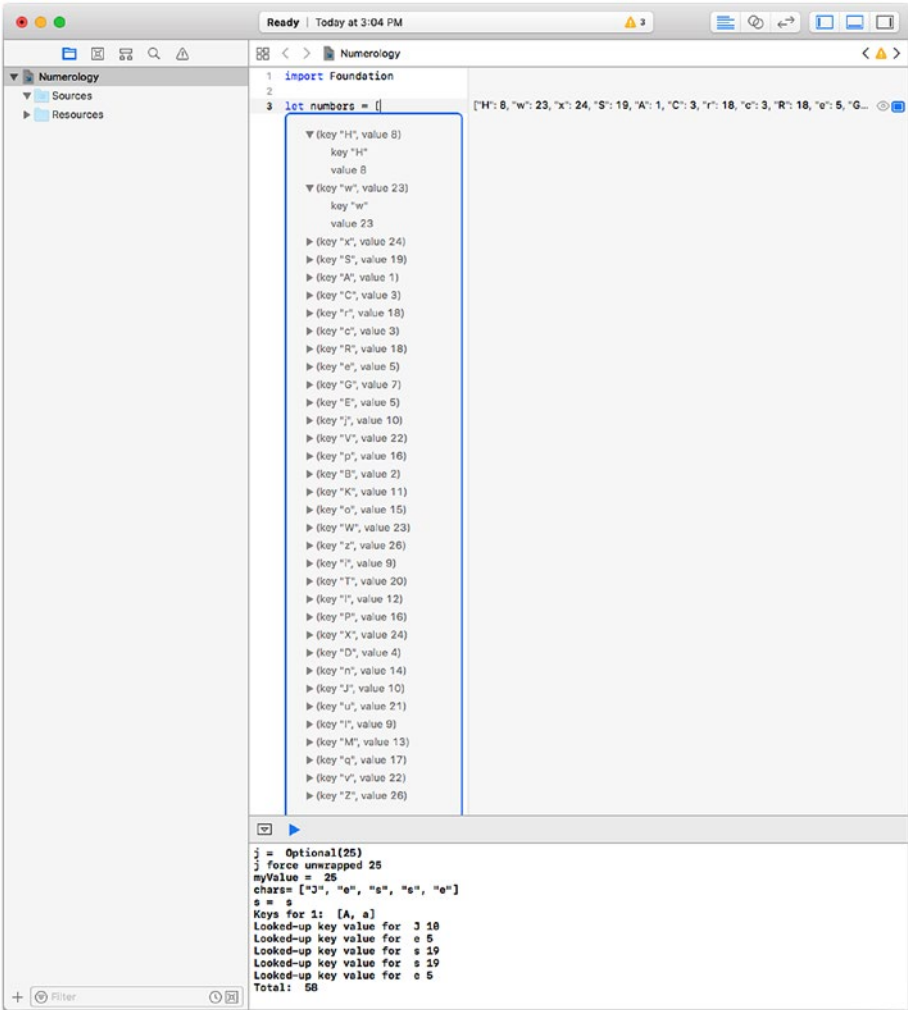 Ready | Today at 3:04 PM
3
Numerology
Numerology
Sources
Resources
1 import Foundation
2
3 let numbers = [
["H": 8, "w": 23, "x": 24, "S": 19, "A": 1, "C": 3, "r": 18, "c": 3, "R": 18, "e": 5, "G...
(key "H", value 8)
key "H"
value 8
(key "w", value 23)
key "w"
value 23
(key "x", value 24)
(key "S", value 19)
(key "A", value 1)
(key "C", value 3)
(key "r", value 18)
(key "c", value 3)
(key "R", value 18)
(key "e", value 5)
(key "G", value 7)
(key "E", value 5)
(key "j", value 10)
(key "V", value 22)
(key "p", value 16)
(key "B", value 2)
(key "K", value 11)
(key "o", value 15)
(key "W", value 23)
(key "z", value 26)
(key "i", value 9)
(key "T", value 20)
(key "l", value 12)
(key "P", value 16)
(key "X", value 24)
(key "D", value 4)
(key "n", value 14)
(key "J", value 10)
(key "u", value 21)
(key "I", value 9)
(key "M", value 13)
(key "q", value 17)
(key "v", value 22)
(key "Z", value 26)
j =  Optional(25)
j force unwrapped 25
myValue =  25
chars= ["J", "e", "s", "s", "e"]
s =  s
Keys for 1:  [A, a]
Looked-up key value for  J 10
Looked-up key value for  e 5
Looked-up key value for  s 19
Looked-up key value for  s 19
Looked-up key value for  e 5
Total:  58
Filter